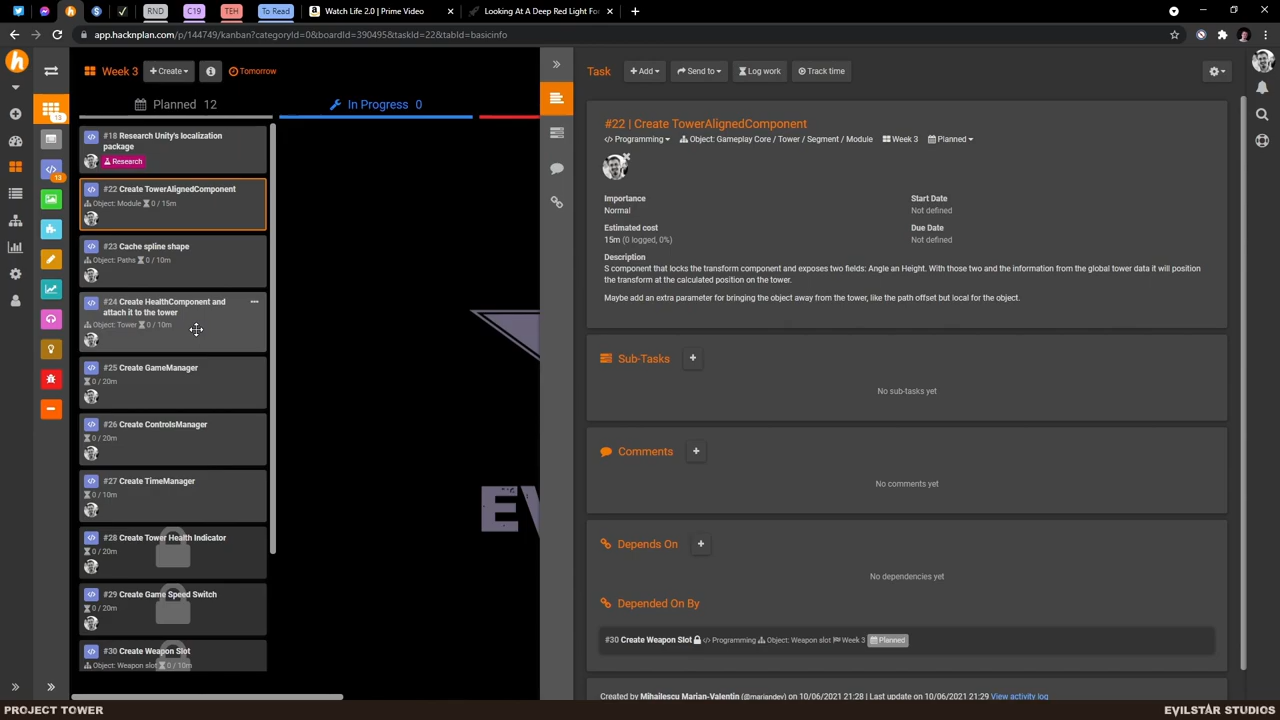 RND
C19
TEH
To Read
Watch Life 2.0 | Prime Video
Looking At A Deep Red Light Fo
app.hacknplan.com/p/144749/kanban?categoryId=0&boardId=390495&taskId=22&tabId=basicinfo
Week 3
+ Create
Tomorrow
Planned 12
In Progress 0
13
13
#18 Research Unity's localization
package
Research
#22 Create TowerAlignedComponent
Object: Module 0 / 15m
#23 Cache spline shape
Object: Paths 0 / 10m
#24 Create HealthComponent and
attach it to the tower
Object: Tower 0 / 10m
#25 Create GameManager
0 / 20m
#26 Create ControlsManager
0 / 20m
#27 Create TimeManager
0 / 10m
#28 Create Tower Health Indicator
0 / 20m
#29 Create Game Speed Switch
0 / 20m
#30 Create Weapon Slot
Object: Weapon slot 0 / 10m
EV
Task
+ Add
Send to
Log work
Track time
#22 | Create TowerAlignedComponent
Programming Object: Gameplay Core / Tower / Segment / Module Week 3 Planned
Importance
Normal
Start Date
Not defined
Estimated cost
15m (0 logged, 0%)
Due Date
Not defined
Description
S component that locks the transform component and exposes two fields: Angle an Height. With those two and the information from the global tower data it will position
the transform at the calculated position on the tower.
Maybe add an extra parameter for bringing the object away from the tower, like the path offset but local for the object.
Sub-Tasks +
No sub-tasks yet
Comments +
No comments yet
Depends On +
No dependencies yet
Depended On By
#30 Create Weapon Slot Programming Object: Weapon slot Week 3 Planned
Created by Mihailescu Marian-Valentin (@mariandev) on 10/06/2021 21:28 | Last update on 10/06/2021 21:29 View activity log
PROJECT TOWER
EVILSTAR STUDIOS